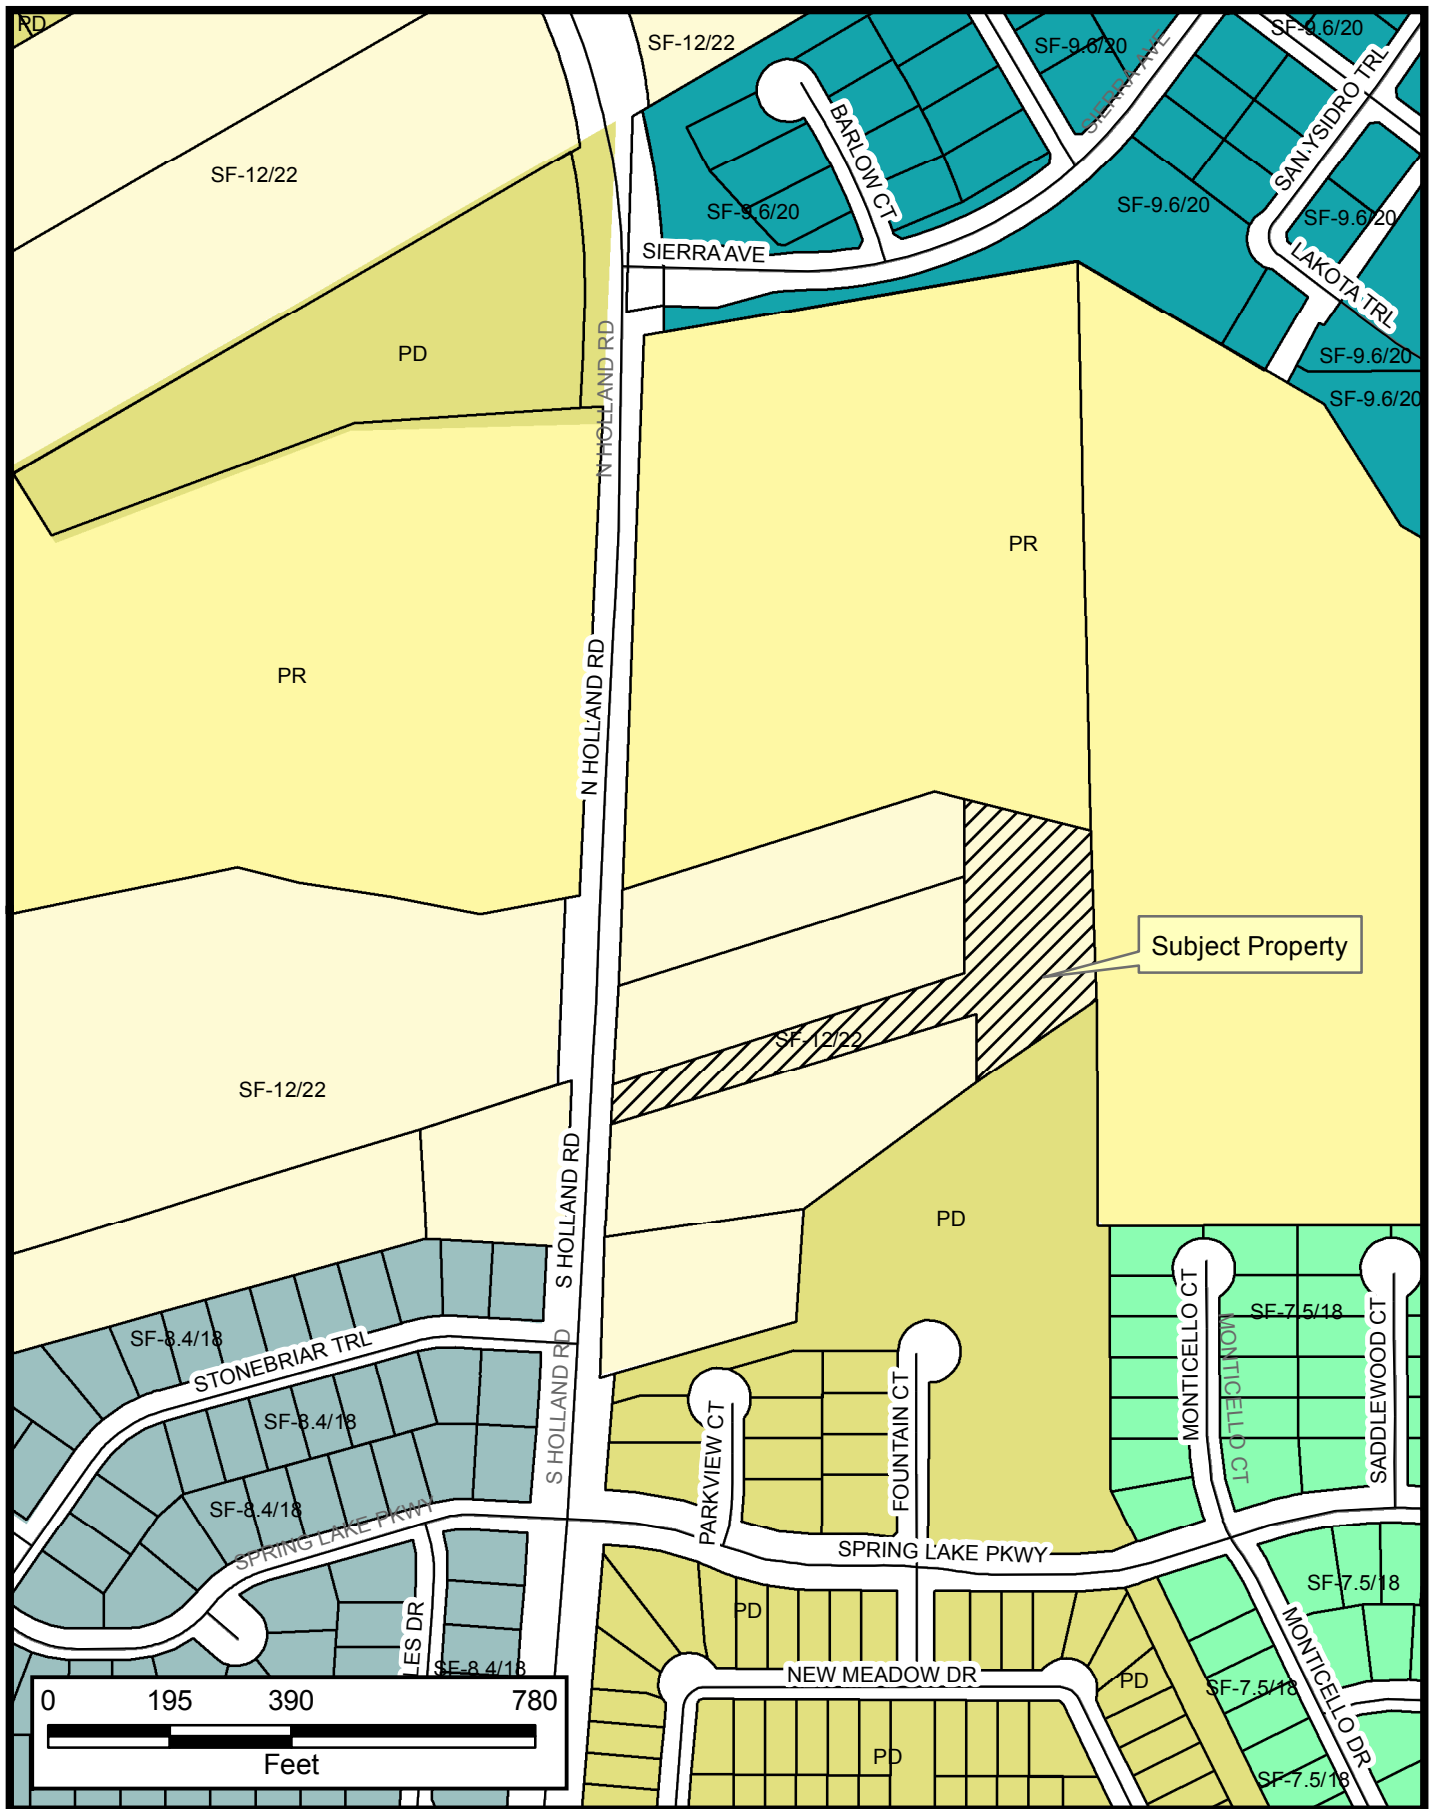 PD
SF-12/22
SF-9.6/20
SF-9.6/20
SIERRA AVE
SAN YSIDRO TRL
BARLOW CT
SF-12/22
SF-9.6/20
SF-9.6/20
SF-9.6/20
SIERRA AVE
LAKOTA TRL
N HOLLAND RD
PD
SF-9.6/20
SF-9.6/20
PR
N HOLLAND RD
PR
Subject Property
SF-12/22
SF-12/22
S HOLLAND RD
PD
MONTICELLO CT
SF-7.5/18
SADDLEWOOD CT
SF-8.4/18
STONEBRIAR TRL
S HOLLAND RD
MONTICELLO CT
PARKVIEW CT
FOUNTAIN CT
SF-8.4/18
SF-8.4/18
SPRING LAKE PKWY
SPRING LAKE PKWY
SF-7.5/18
PD
LES DR
MONTICELLO DR
SF-8.4/18
NEW MEADOW DR
PD
SF-7.5/18
PD
SF-7.5/18
0 195 390 780
Feet